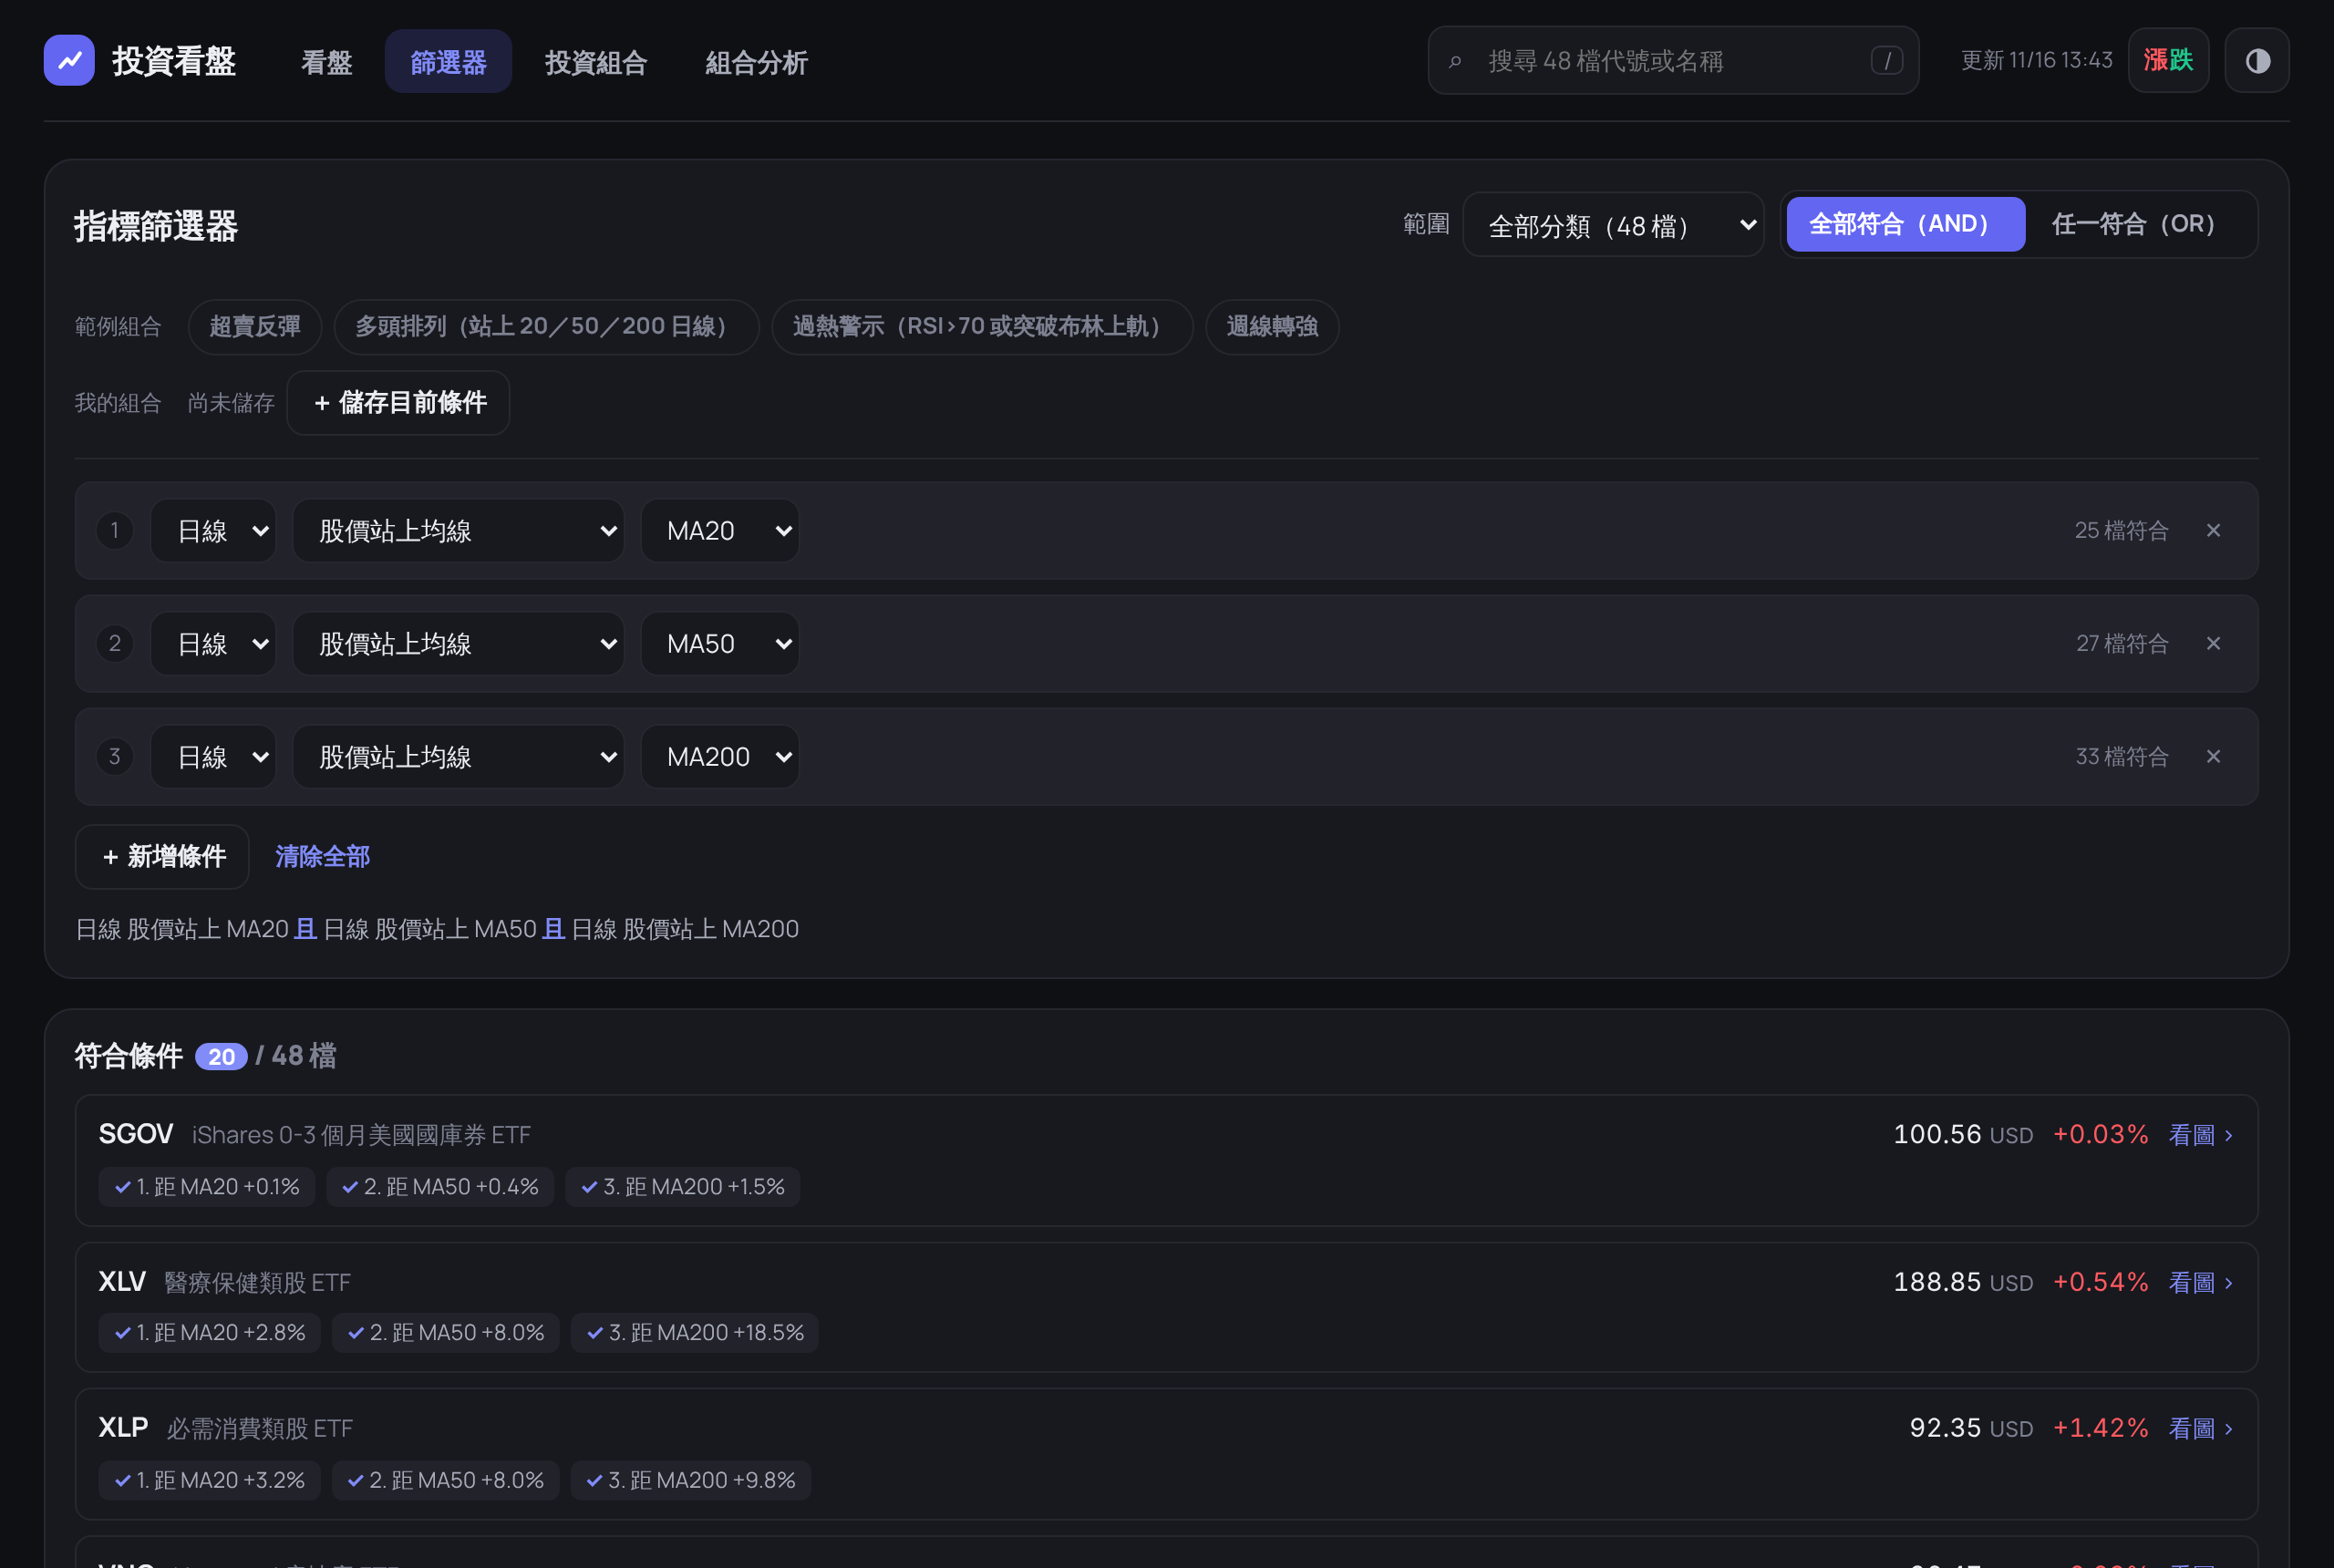 投資看盤 看盤 篩選器 投資組合 組合分析 搜尋 48 檔代號或名稱 / 更新 11/16 13:43 漲跌
指標篩選器 範圍 全部分類（48 檔） 全部符合（AND） 任一符合（OR）
範例組合 超賣反彈 多頭排列（站上 20／50／200 日線） 過熱警示（RSI>70 或突破布林上軌） 週線轉強
我的組合 尚未儲存 + 儲存目前條件
1 日線 股價站上均線 MA20 25 檔符合 ×
2 日線 股價站上均線 MA50 27 檔符合 ×
3 日線 股價站上均線 MA200 33 檔符合 ×
+ 新增條件 清除全部
日線 股價站上 MA20 且 日線 股價站上 MA50 且 日線 股價站上 MA200
符合條件 20 / 48 檔
SGOV iShares 0-3 個月美國國庫券 ETF 100.56 USD +0.03% 看圖 ›
✓ 1. 距 MA20 +0.1% ✓ 2. 距 MA50 +0.4% ✓ 3. 距 MA200 +1.5%
XLV 醫療保健類股 ETF 188.85 USD +0.54% 看圖 ›
✓ 1. 距 MA20 +2.8% ✓ 2. 距 MA50 +8.0% ✓ 3. 距 MA200 +18.5%
XLP 必需消費類股 ETF 92.35 USD +1.42% 看圖 ›
✓ 1. 距 MA20 +3.2% ✓ 2. 距 MA50 +8.0% ✓ 3. 距 MA200 +9.8%